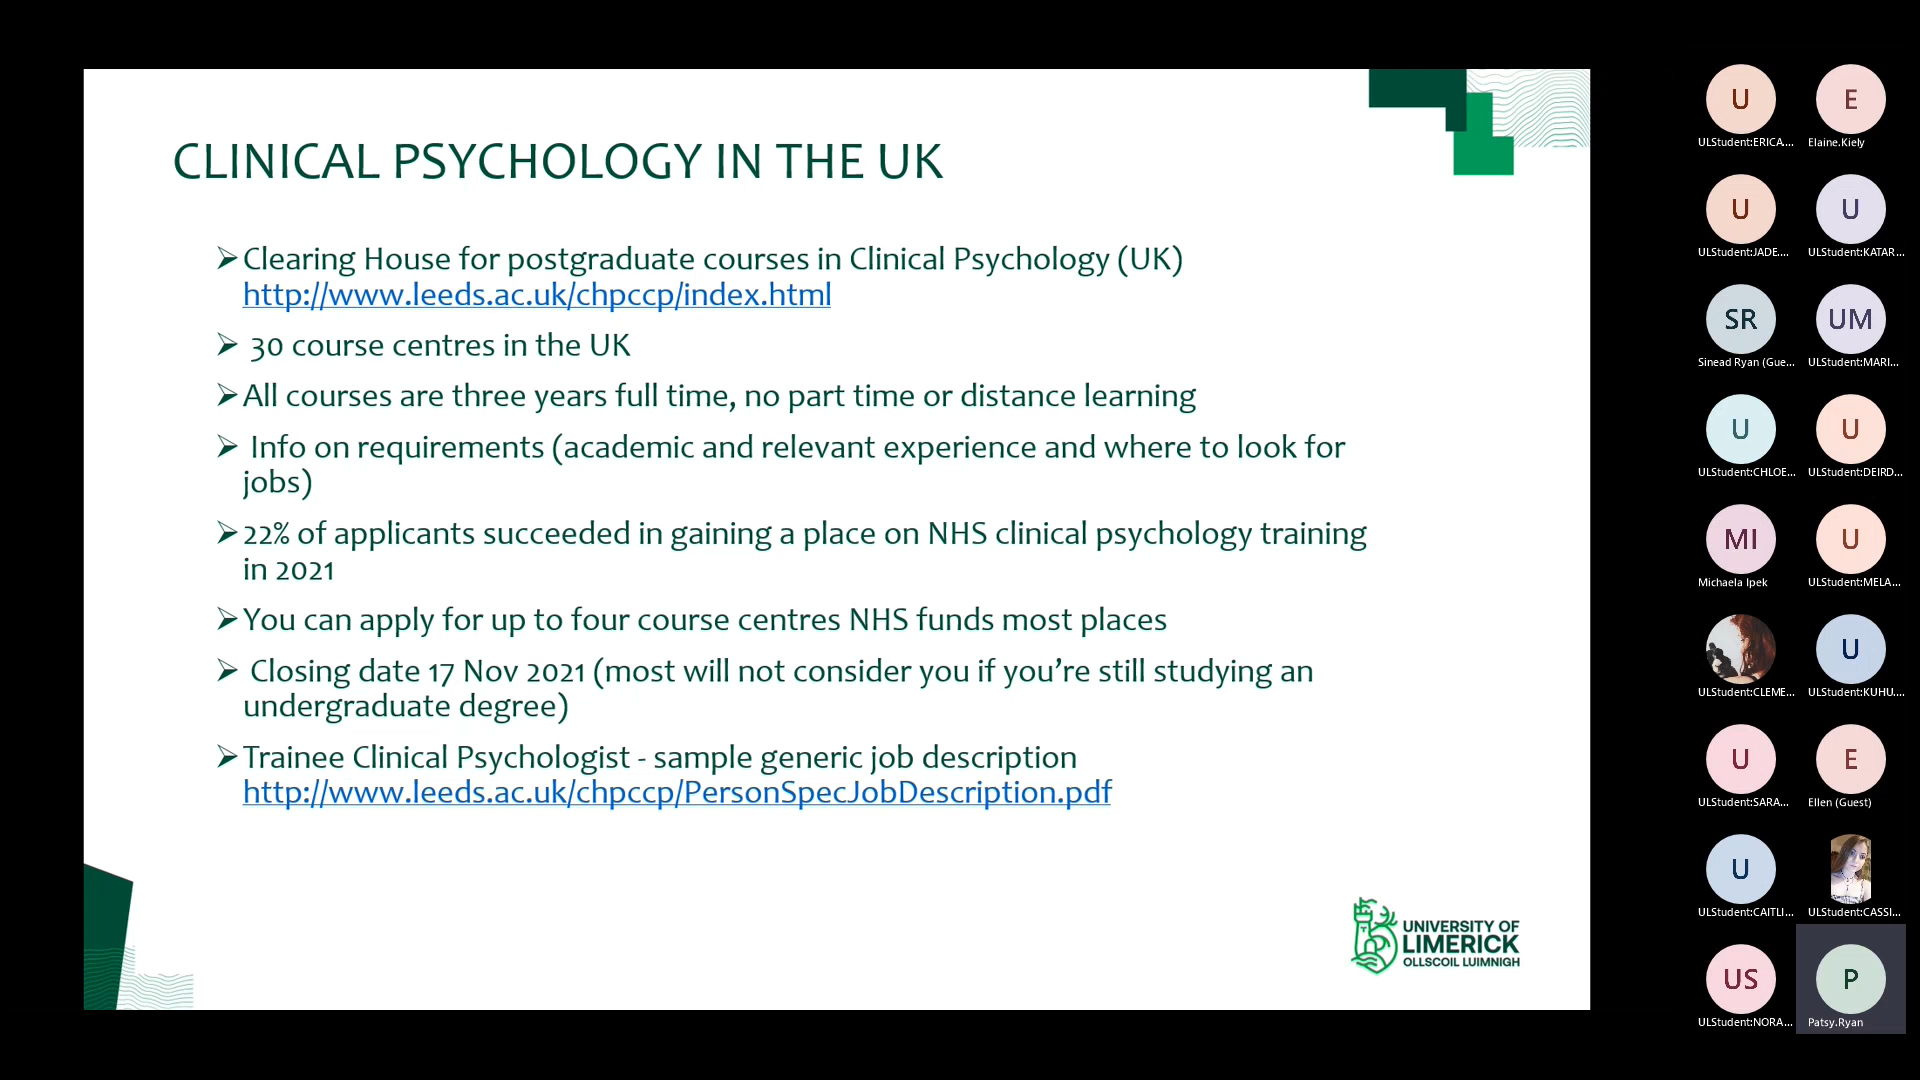 CLINICAL PSYCHOLOGY IN THE UK
➢Clearing House for postgraduate courses in Clinical Psychology (UK)
http://www.leeds.ac.uk/chpccp/index.html
➢ 30 course centres in the UK
➢All courses are three years full time, no part time or distance learning
➢ Info on requirements (academic and relevant experience and where to look for
jobs)
➢22% of applicants succeeded in gaining a place on NHS clinical psychology training
in 2021
➢You can apply for up to four course centres NHS funds most places
➢ Closing date 17 Nov 2021 (most will not consider you if you’re still studying an
undergraduate degree)
➢Trainee Clinical Psychologist - sample generic job description
http://www.leeds.ac.uk/chpccp/PersonSpecJobDescription.pdf
UNIVERSITY OF
LIMERICK
OLLSCOIL LUIMNIGH
U E
ULStudent:ERICA.... Elaine.Kiely
U U
ULStudent:JADE.... ULStudent:KATAR...
SR UM
Sinead Ryan (Gue... ULStudent:MARI...
U U
ULStudent:CHLOE... ULStudent:DEIRD...
MI U
Michaela Ipek ULStudent:MELA...
U
ULStudent:CLEME... ULStudent:KUHU....
U E
ULStudent:SARA... Ellen (Guest)
U
ULStudent:CAITLI... ULStudent:CASSI...
US P
ULStudent:NORA... Patsy.Ryan